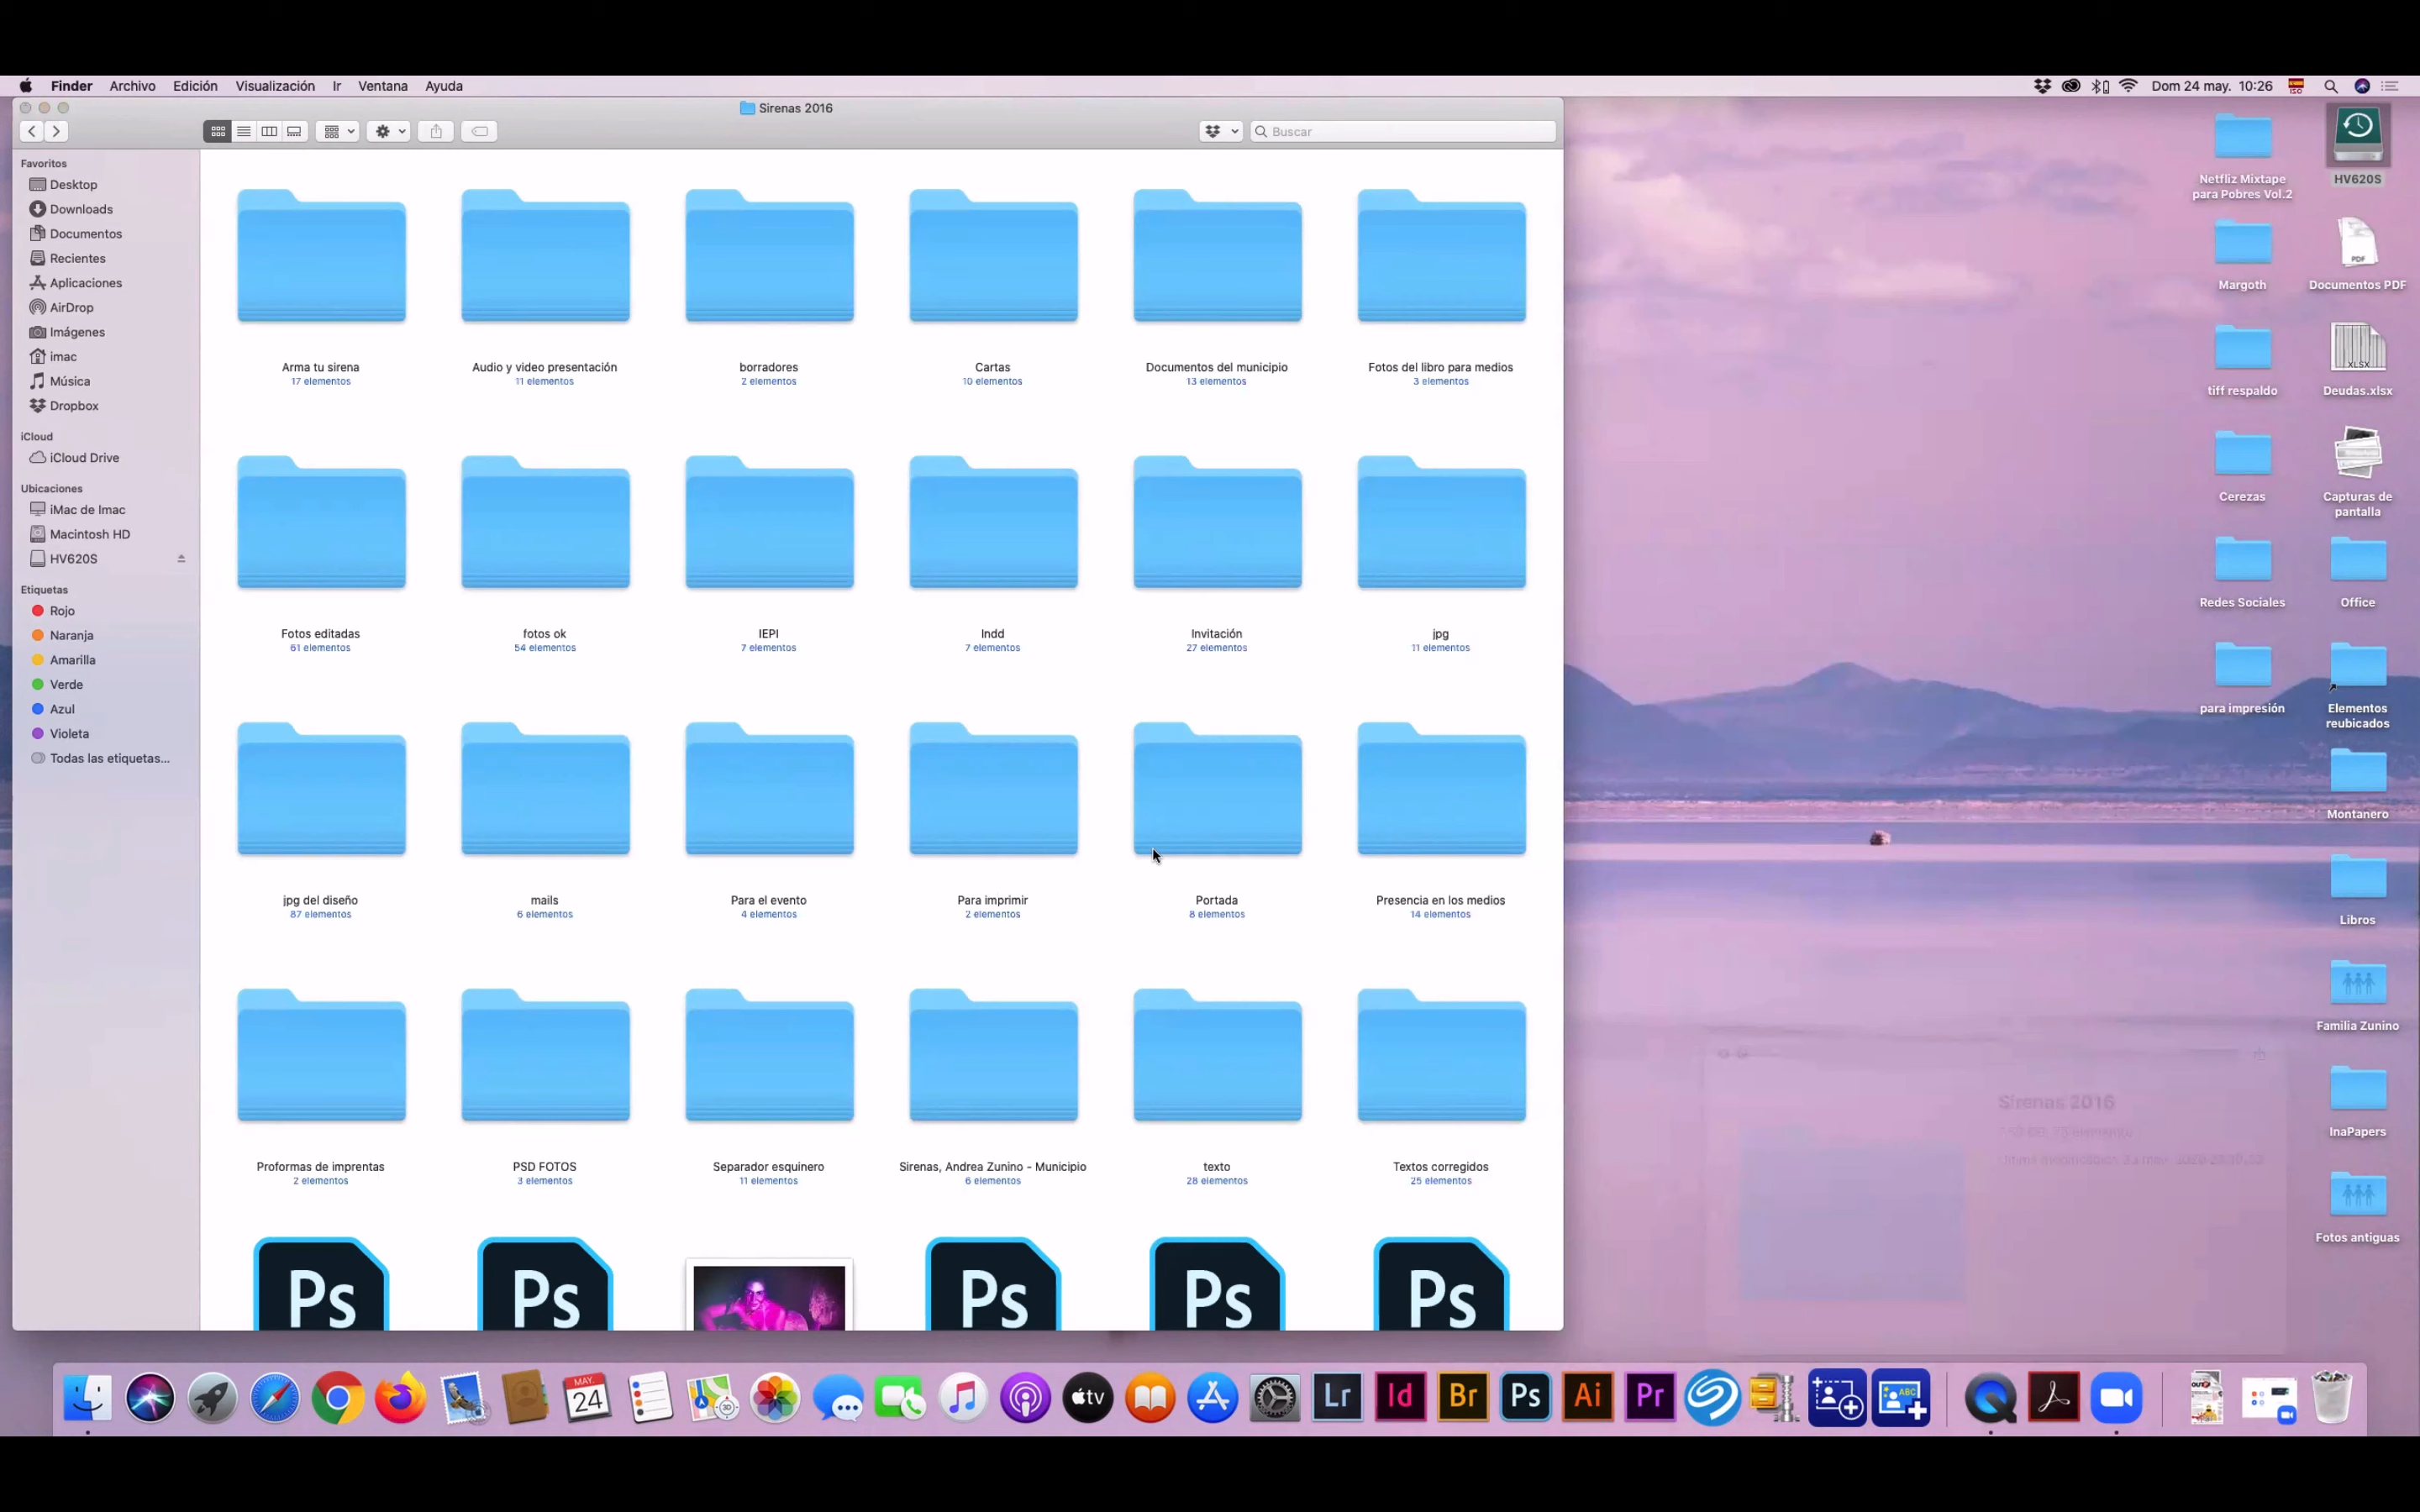 Finder Archivo Edición Visualización Ir Ventana Ayuda
Dom 24 may. 10:26
ISO
Sirenas 2016
Buscar
Favoritos
Desktop
Downloads
Documentos
Recientes
Aplicaciones
AirDrop
Imágenes
imac
Música
Dropbox
iCloud
iCloud Drive
Ubicaciones
iMac de Imac
Macintosh HD
HV620S
Etiquetas
Rojo
Naranja
Amarilla
Verde
Azul
Violeta
Todas las etiquetas...
Arma tu sirena
17 elementos
Audio y video presentación
11 elementos
borradores
2 elementos
Cartas
10 elementos
Documentos del municipio
13 elementos
Fotos del libro para medios
3 elementos
Fotos editadas
61 elementos
fotos ok
54 elementos
IEPI
7 elementos
Indd
7 elementos
Invitación
27 elementos
jpg
11 elementos
jpg del diseño
87 elementos
mails
6 elementos
Para el evento
4 elementos
Para imprimir
2 elementos
Portada
8 elementos
Presencia en los medios
14 elementos
Proformas de imprentas
2 elementos
PSD FOTOS
3 elementos
Separador esquinero
11 elementos
Sirenas, Andrea Zunino - Municipio
6 elementos
texto
28 elementos
Textos corregidos
25 elementos
Ps
Ps
Ps
Ps
Ps
Netfliz Mixtape
para Pobres Vol.2
HV620S
Margoth
PDF
Documentos PDF
tiff respaldo
XLSX
Deudas.xlsx
Cerezas
Capturas de
pantalla
Redes Sociales
Office
para impresión
Elementos
reubicados
Montanero
Libros
Familia Zunino
InaPapers
Fotos antiguas
Sirenas 2016
MAY.
24
3D
tv
Lr
Id
Br
Ps
Ai
Pr
ABC